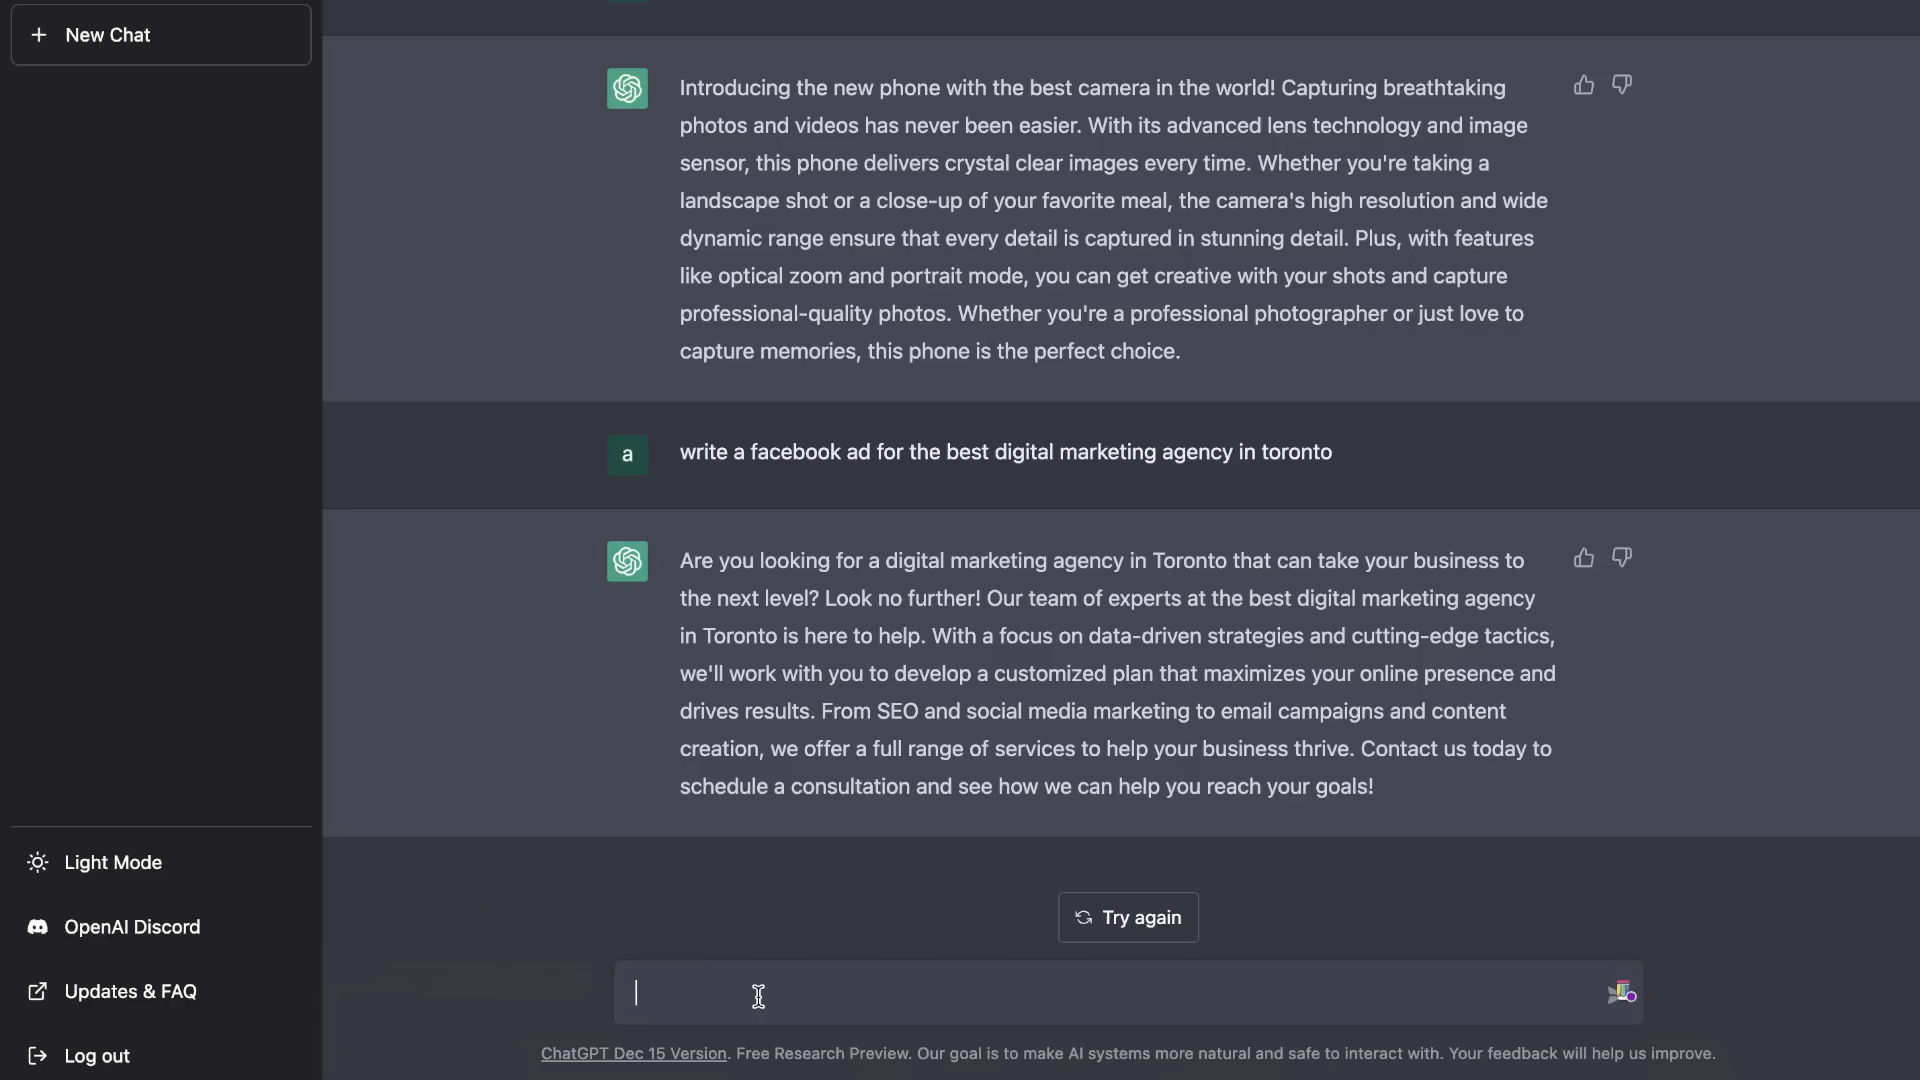 New Chat
Introducing the new phone with the best camera in the world! Capturing breathtaking
photos and videos has never been easier. With its advanced lens technology and image
sensor, this phone delivers crystal clear images every time. Whether you're taking a
landscape shot or a close-up of your favorite meal, the camera's high resolution and wide
dynamic range ensure that every detail is captured in stunning detail. Plus, with features
like optical zoom and portrait mode, you can get creative with your shots and capture
professional-quality photos. Whether you're a professional photographer or just love to
capture memories, this phone is the perfect choice.
a
write a facebook ad for the best digital marketing agency in toronto
Are you looking for a digital marketing agency in Toronto that can take your business to
the next level? Look no further! Our team of experts at the best digital marketing agency
in Toronto is here to help. With a focus on data-driven strategies and cutting-edge tactics,
we'll work with you to develop a customized plan that maximizes your online presence and
drives results. From SEO and social media marketing to email campaigns and content
creation, we offer a full range of services to help your business thrive. Contact us today to
schedule a consultation and see how we can help you reach your goals!
Light Mode
OpenAI Discord
Updates & FAQ
Log out
Try again
ChatGPT Dec 15 Version. Free Research Preview. Our goal is to make AI systems more natural and safe to interact with. Your feedback will help us improve.